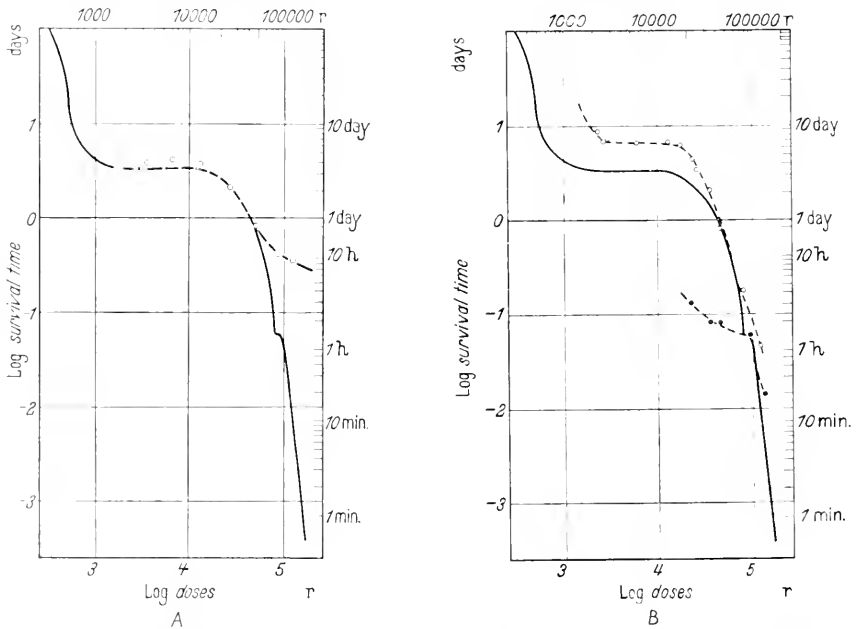 1000 10000 100000 r
days
1
0
-1
-2
-3
Log survival time
10 day
1 day
10 h
1 h
10 min.
1 min.
3 4 5 r
Log doses
A
1000 10000 100000 r
days
1
0
-1
-2
-3
Log survival time
10 day
1 day
10 h
1 h
10 min.
1 min.
3 4 5 r
Log doses
B